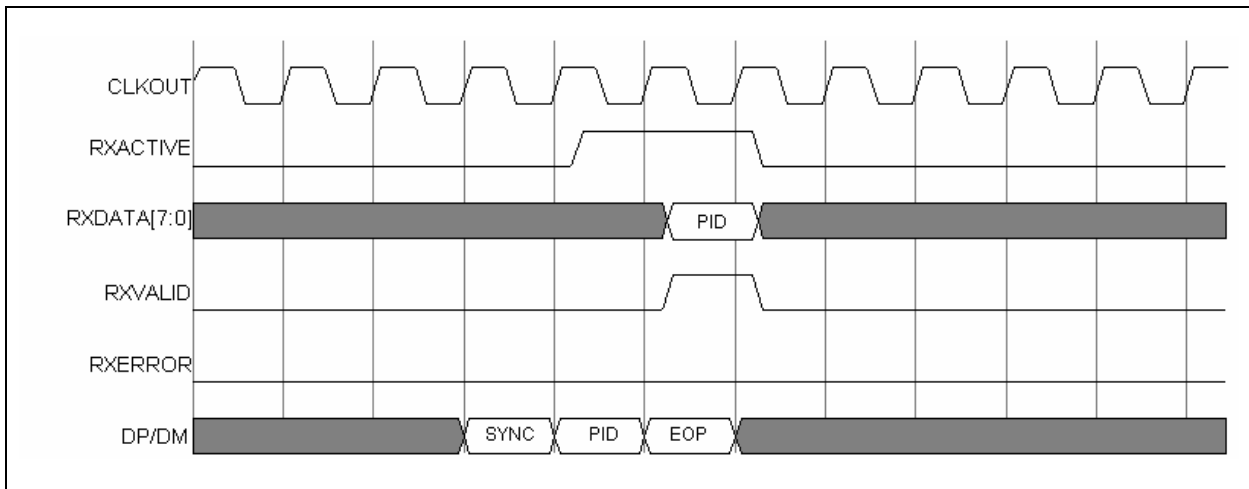 CLKOUT
RXACTIVE
RXDATA[7:0]
PID
RXVALID
RXERROR
DP/DM
SYNC
PID
EOP